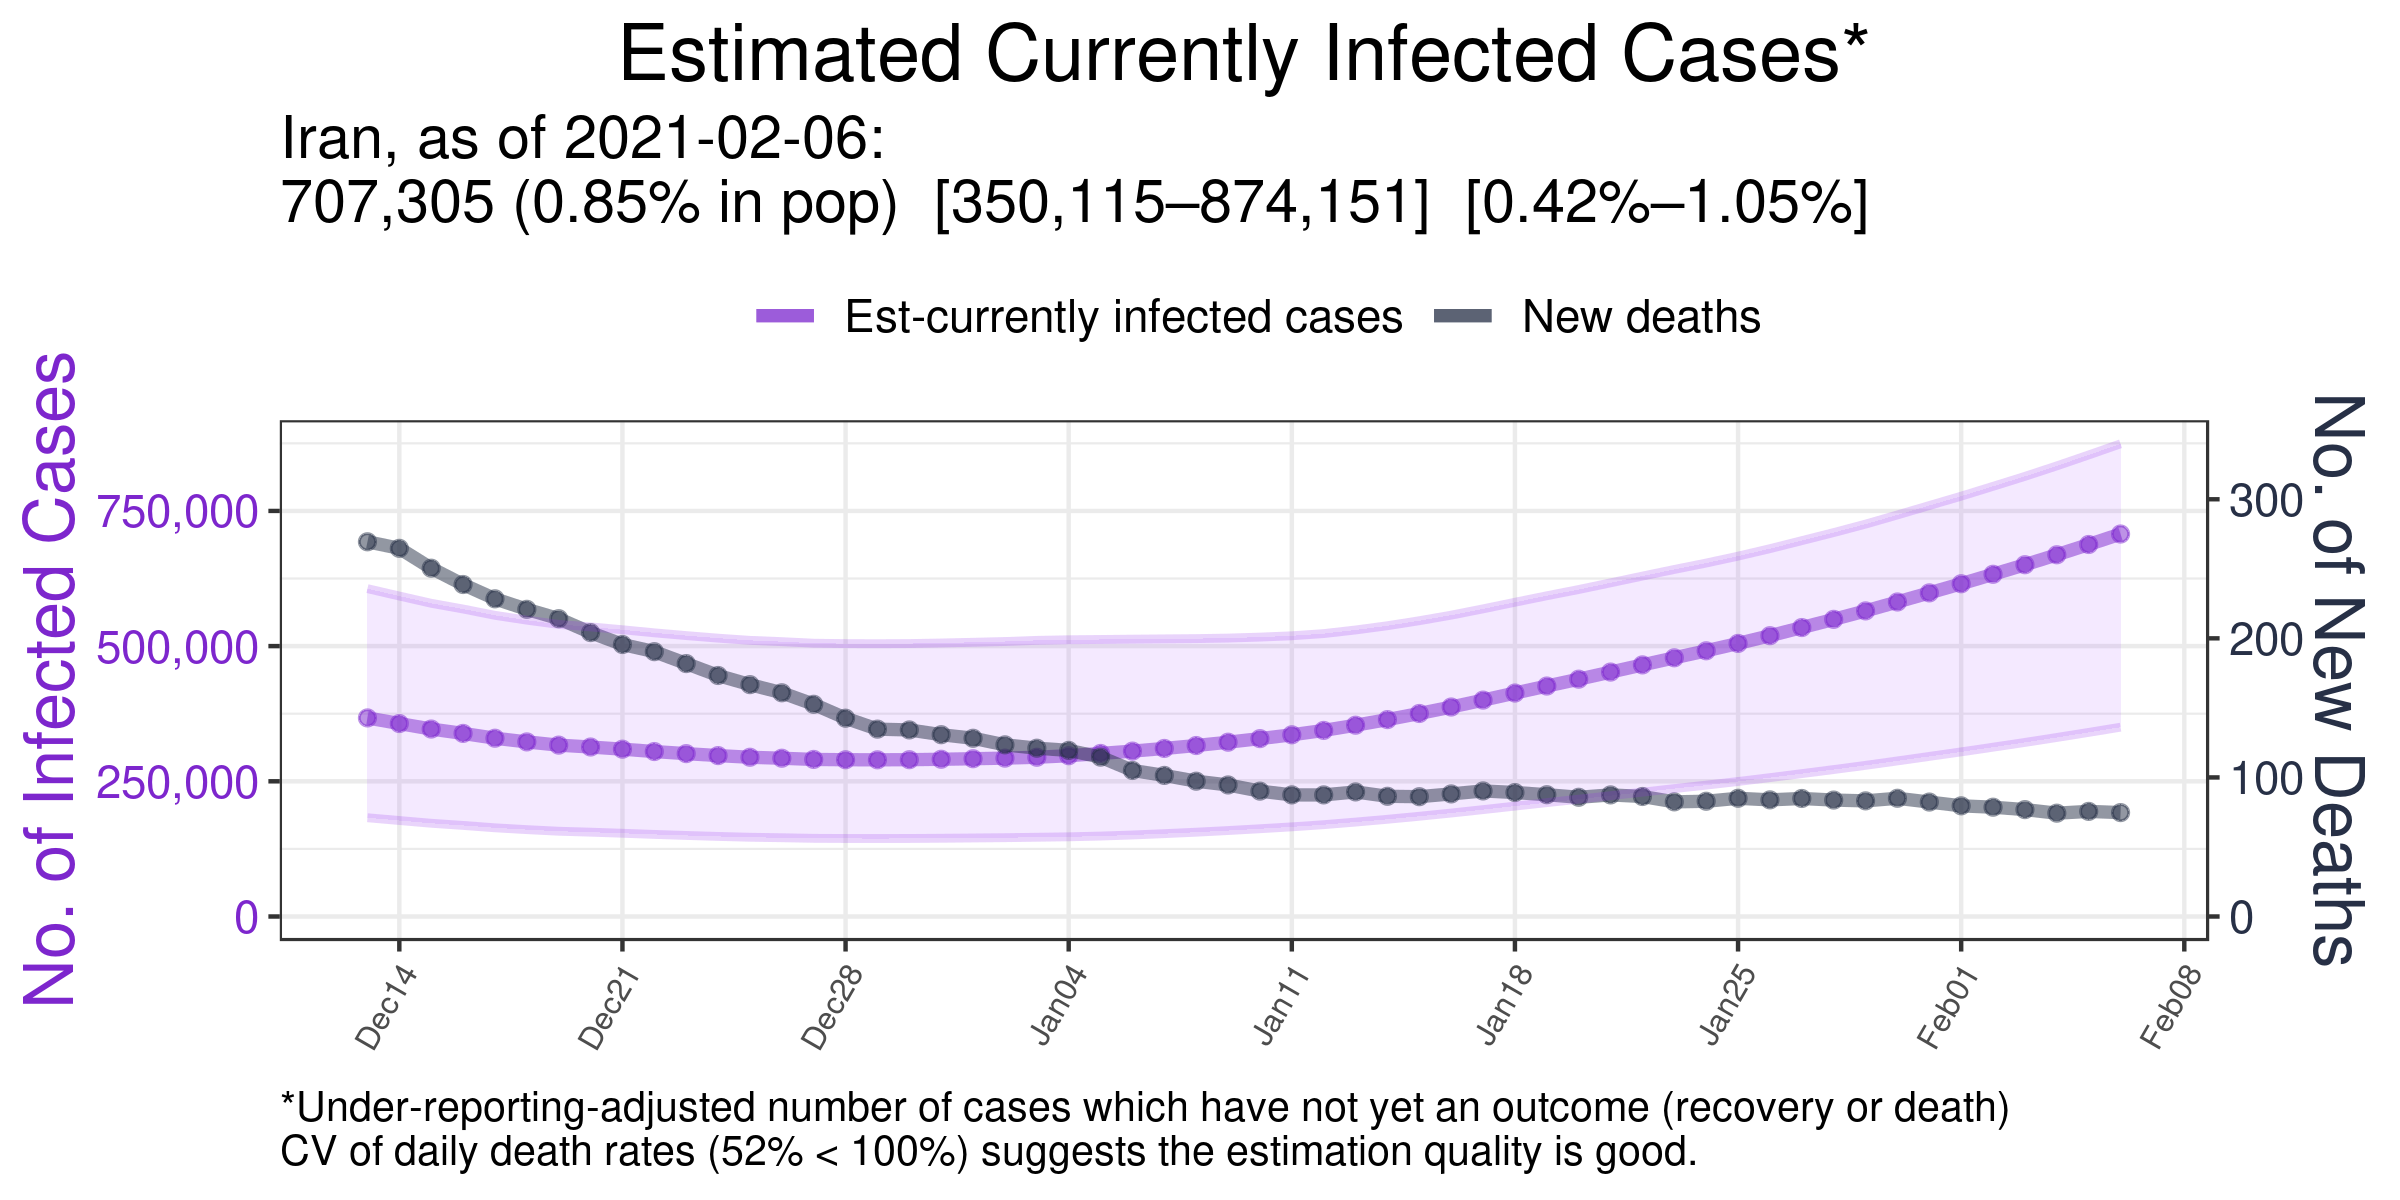 Estimated Currently Infected Cases*
Iran, as of 2021-02-06:
707,305 (0.85% in pop)  [350,115–874,151]  [0.42%–1.05%]
Est-currently infected cases
New deaths
No. of Infected Cases
750,000
500,000
250,000
0
300
200
100
0
No. of New Deaths
Dec14
Dec21
Dec28
Jan04
Jan11
Jan18
Jan25
Feb01
Feb08
*Under-reporting-adjusted number of cases which have not yet an outcome (recovery or death)
CV of daily death rates (52% < 100%) suggests the estimation quality is good.